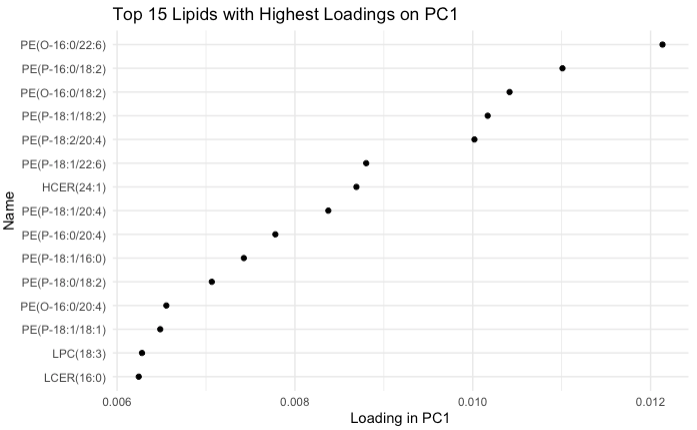 Top 15 Lipids with Highest Loadings on PC1
Name
PE(O-16:0/22:6)
PE(P-16:0/18:2)
PE(O-16:0/18:2)
PE(P-18:1/18:2)
PE(P-18:2/20:4)
PE(P-18:1/22:6)
HCER(24:1)
PE(P-18:1/20:4)
PE(P-16:0/20:4)
PE(P-18:1/16:0)
PE(P-18:0/18:2)
PE(O-16:0/20:4)
PE(P-18:1/18:1)
LPC(18:3)
LCER(16:0)
0.006 0.008 0.010 0.012
Loading in PC1